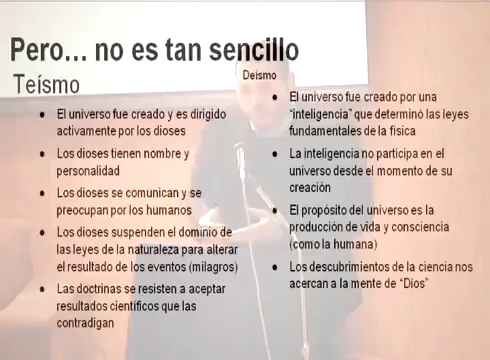 Pero... no es tan sencillo
Teísmo
• El universo fue creado y es dirigido
activamente por los dioses
• Los dioses tienen nombre y
personalidad
• Los dioses se comunican y se
preocupan por los humanos
• Los dioses suspenden el dominio de
las leyes de la naturaleza para alterar
el resultado de los eventos (milagros)
• Las doctrinas se resisten a aceptar
resultados cientificos que las
contradigan
Deismo
• El universo fue creado por una
"inteligencia" que determinó las leyes
fundamentales de la física
• La inteligencia no participa en el
universo desde el momento de su
creación
• El propósito del universo es la
producción de vida y consciencia
(como la humana)
• Los descubrimientos de la ciencia nos
acercan a la mente de "Dios"